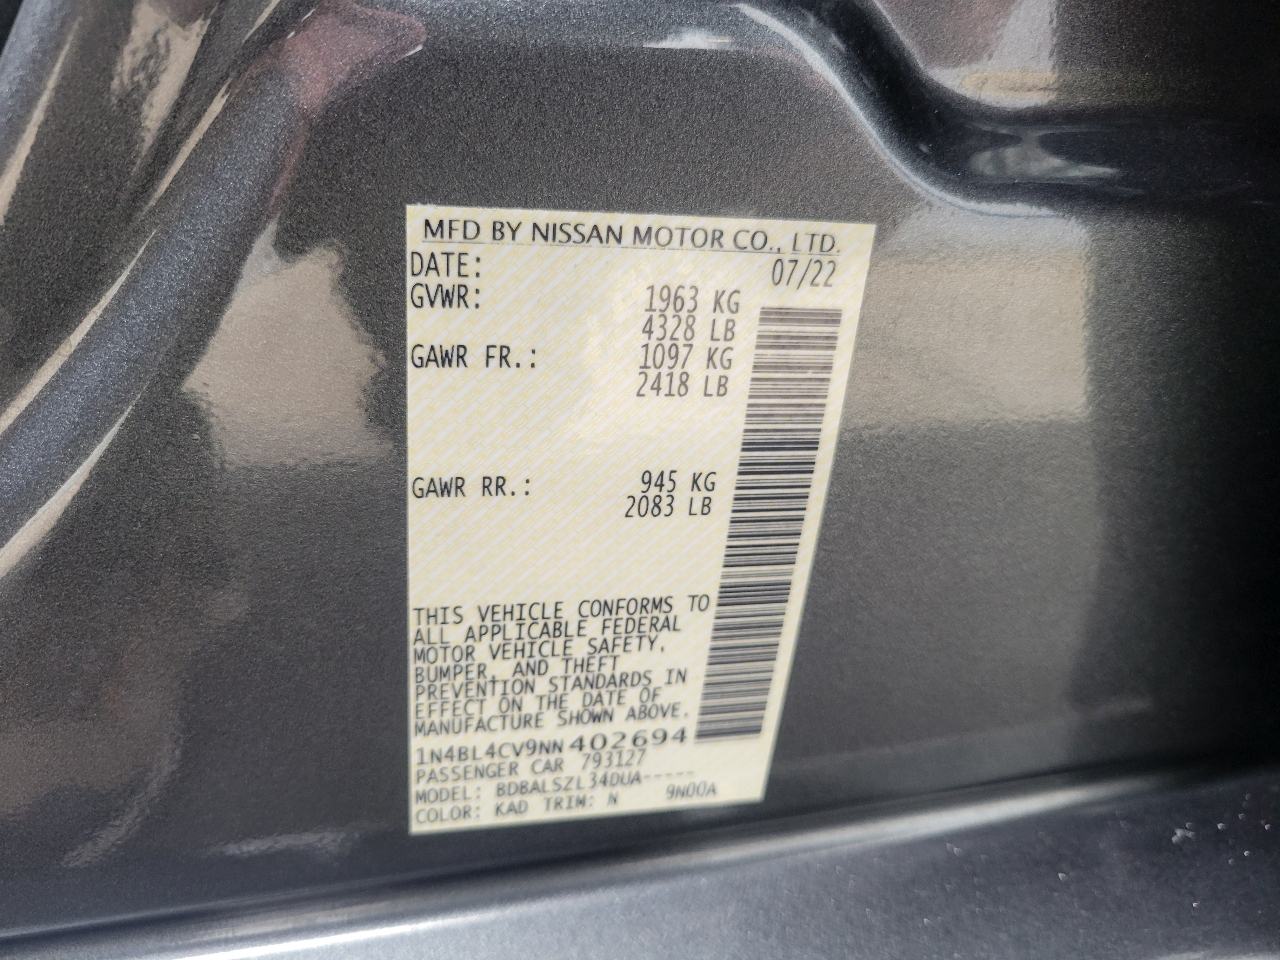 MFD BY NISSAN MOTOR CO., LTD.
DATE: 07/22
GVWR: 1963 KG
4328 LB
GAWR FR.: 1097 KG
2418 LB
GAWR RR.: 945 KG
2083 LB
THIS VEHICLE CONFORMS TO
ALL APPLICABLE FEDERAL
MOTOR VEHICLE SAFETY,
BUMPER, AND THEFT
PREVENTION STANDARDS IN
EFFECT ON THE DATE OF
MANUFACTURE SHOWN ABOVE.
1N4BL4CV9NN402694
PASSENGER CAR 793127
MODEL: BDBALSZL34DUA-----
COLOR: KAD TRIM: N 9N00A